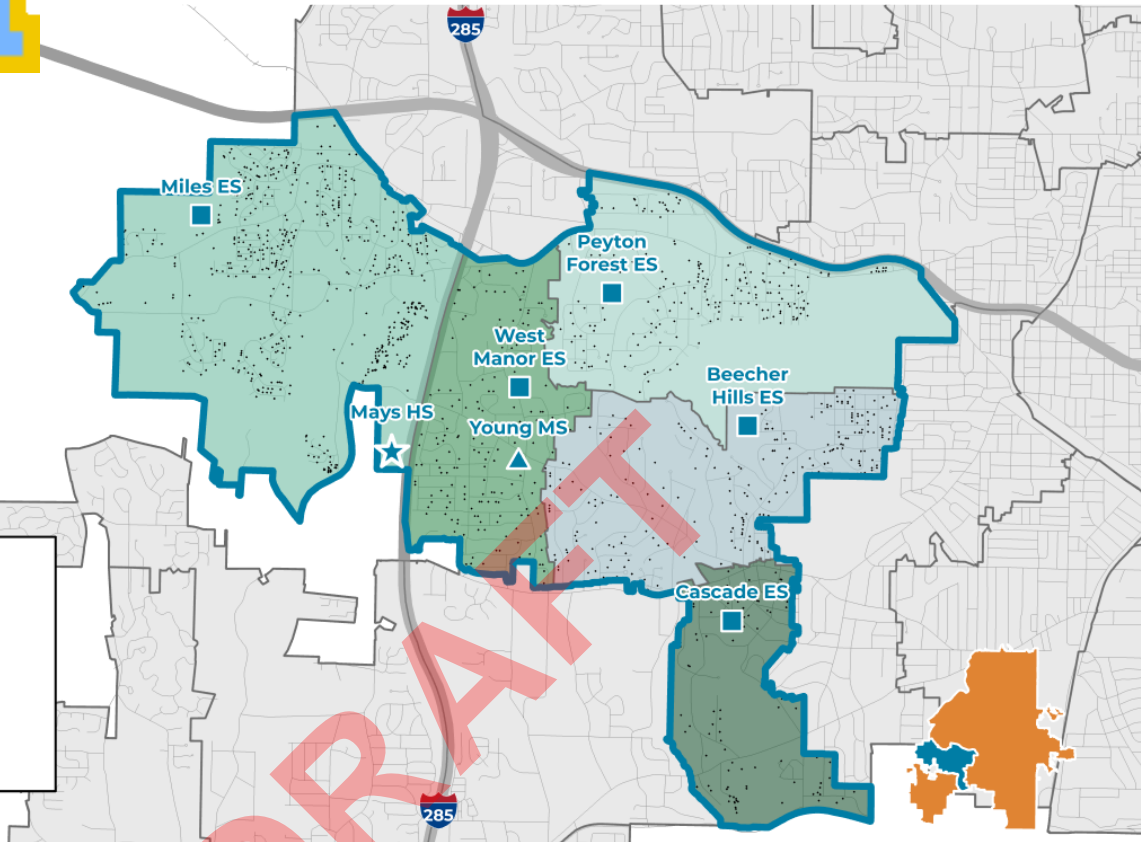 285
Miles ES
Peyton
Forest ES
West
Manor ES
Beecher
Hills ES
Mays HS
Young MS
Cascade ES
DRAFT
285